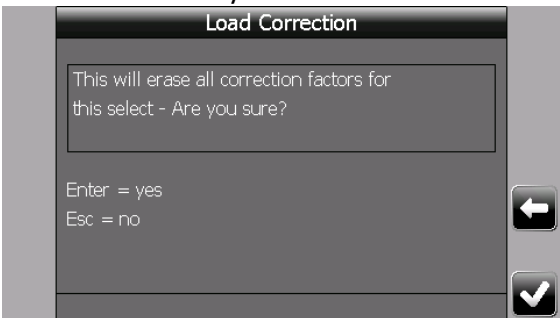 Load Correction
This will erase all correction factors for
this select - Are you sure?
Enter = yes
Esc = no